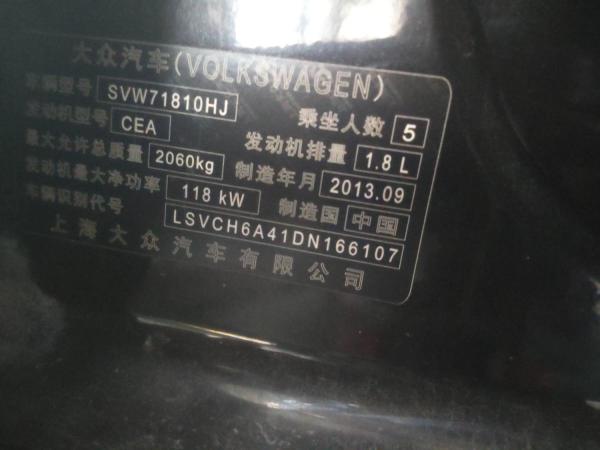 大众汽车(VOLKSWAGEN)
车辆型号 SVW71810HJ 乘坐人数 5
发动机型号 CEA 发动机排量 1.8 L
最大允许总质量 2060kg 制造年月 2013.09
发动机最大净功率 118 kW 制造国 中国
车辆识别代号 LSVCH6A41DN166107
上海大众汽车有限公司